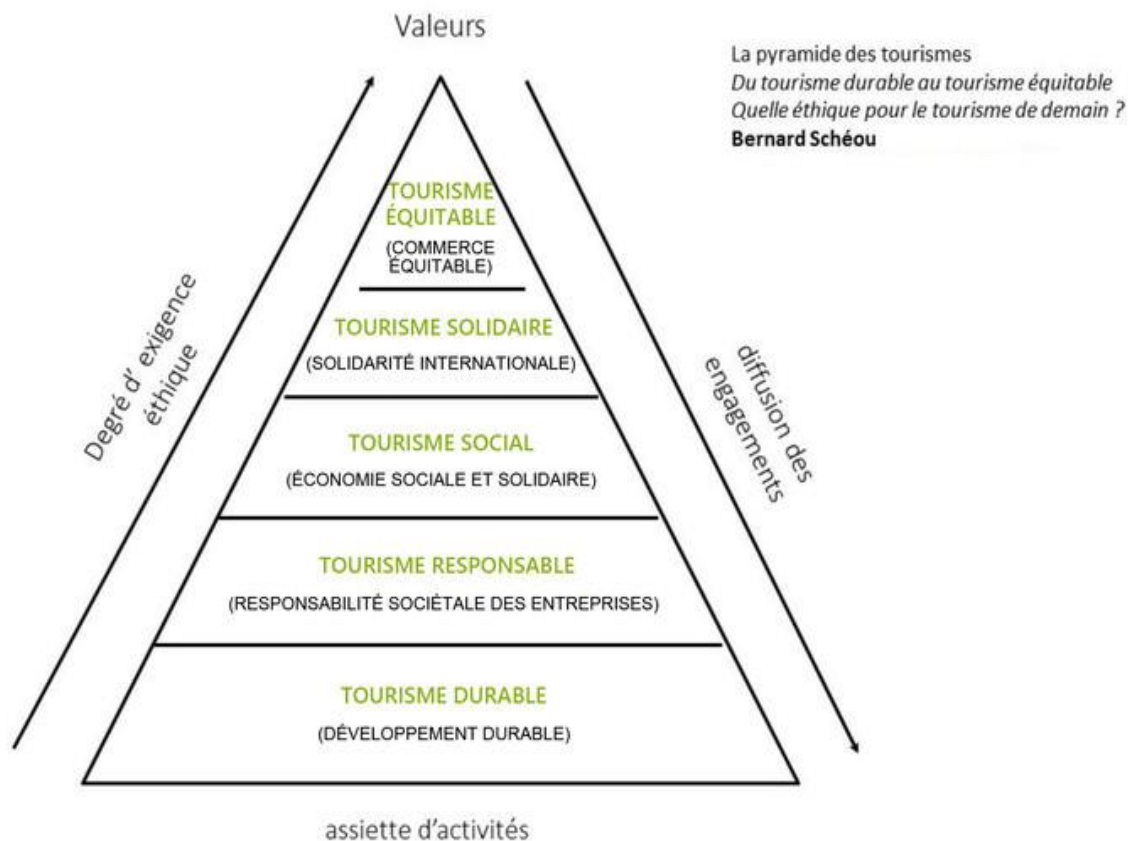 Valeurs
La pyramide des tourismes
Du tourisme durable au tourisme équitable
Quelle éthique pour le tourisme de demain ?
Bernard Schéou
TOURISME
ÉQUITABLE
(COMMERCE
ÉQUITABLE)
TOURISME SOLIDAIRE
(SOLIDARITÉ INTERNATIONALE)
Degré d' exigence
éthique
diffusion des
engagements
TOURISME SOCIAL
(ÉCONOMIE SOCIALE ET SOLIDAIRE)
TOURISME RESPONSABLE
(RESPONSABILITÉ SOCIÉTALE DES ENTREPRISES)
TOURISME DURABLE
(DÉVELOPPEMENT DURABLE)
assiette d'activités